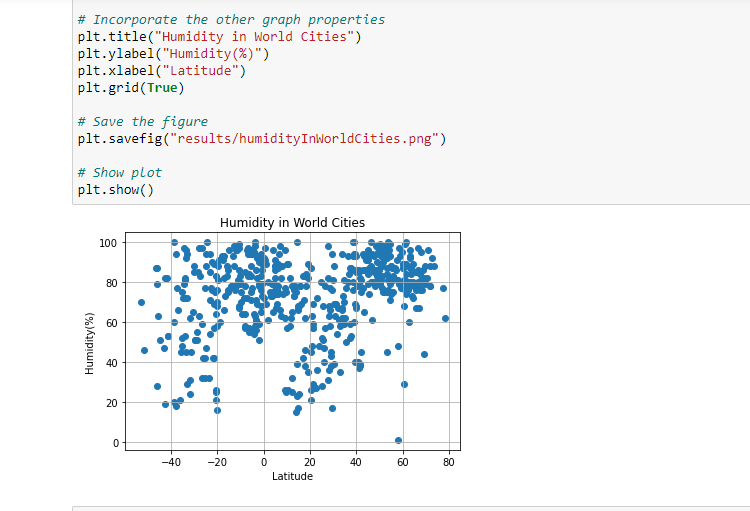 # Incorporate the other graph properties
plt.title("Humidity in World Cities")
plt.ylabel("Humidity(%)")
plt.xlabel("Latitude")
plt.grid(True)
# Save the figure
plt.savefig("results/humidityInWorldCities.png")
# Show plot
plt.show()
Humidity in World Cities
100
80
60
40
20
0
Humidity(%)
−40 −20 0 20 40 60 80
Latitude